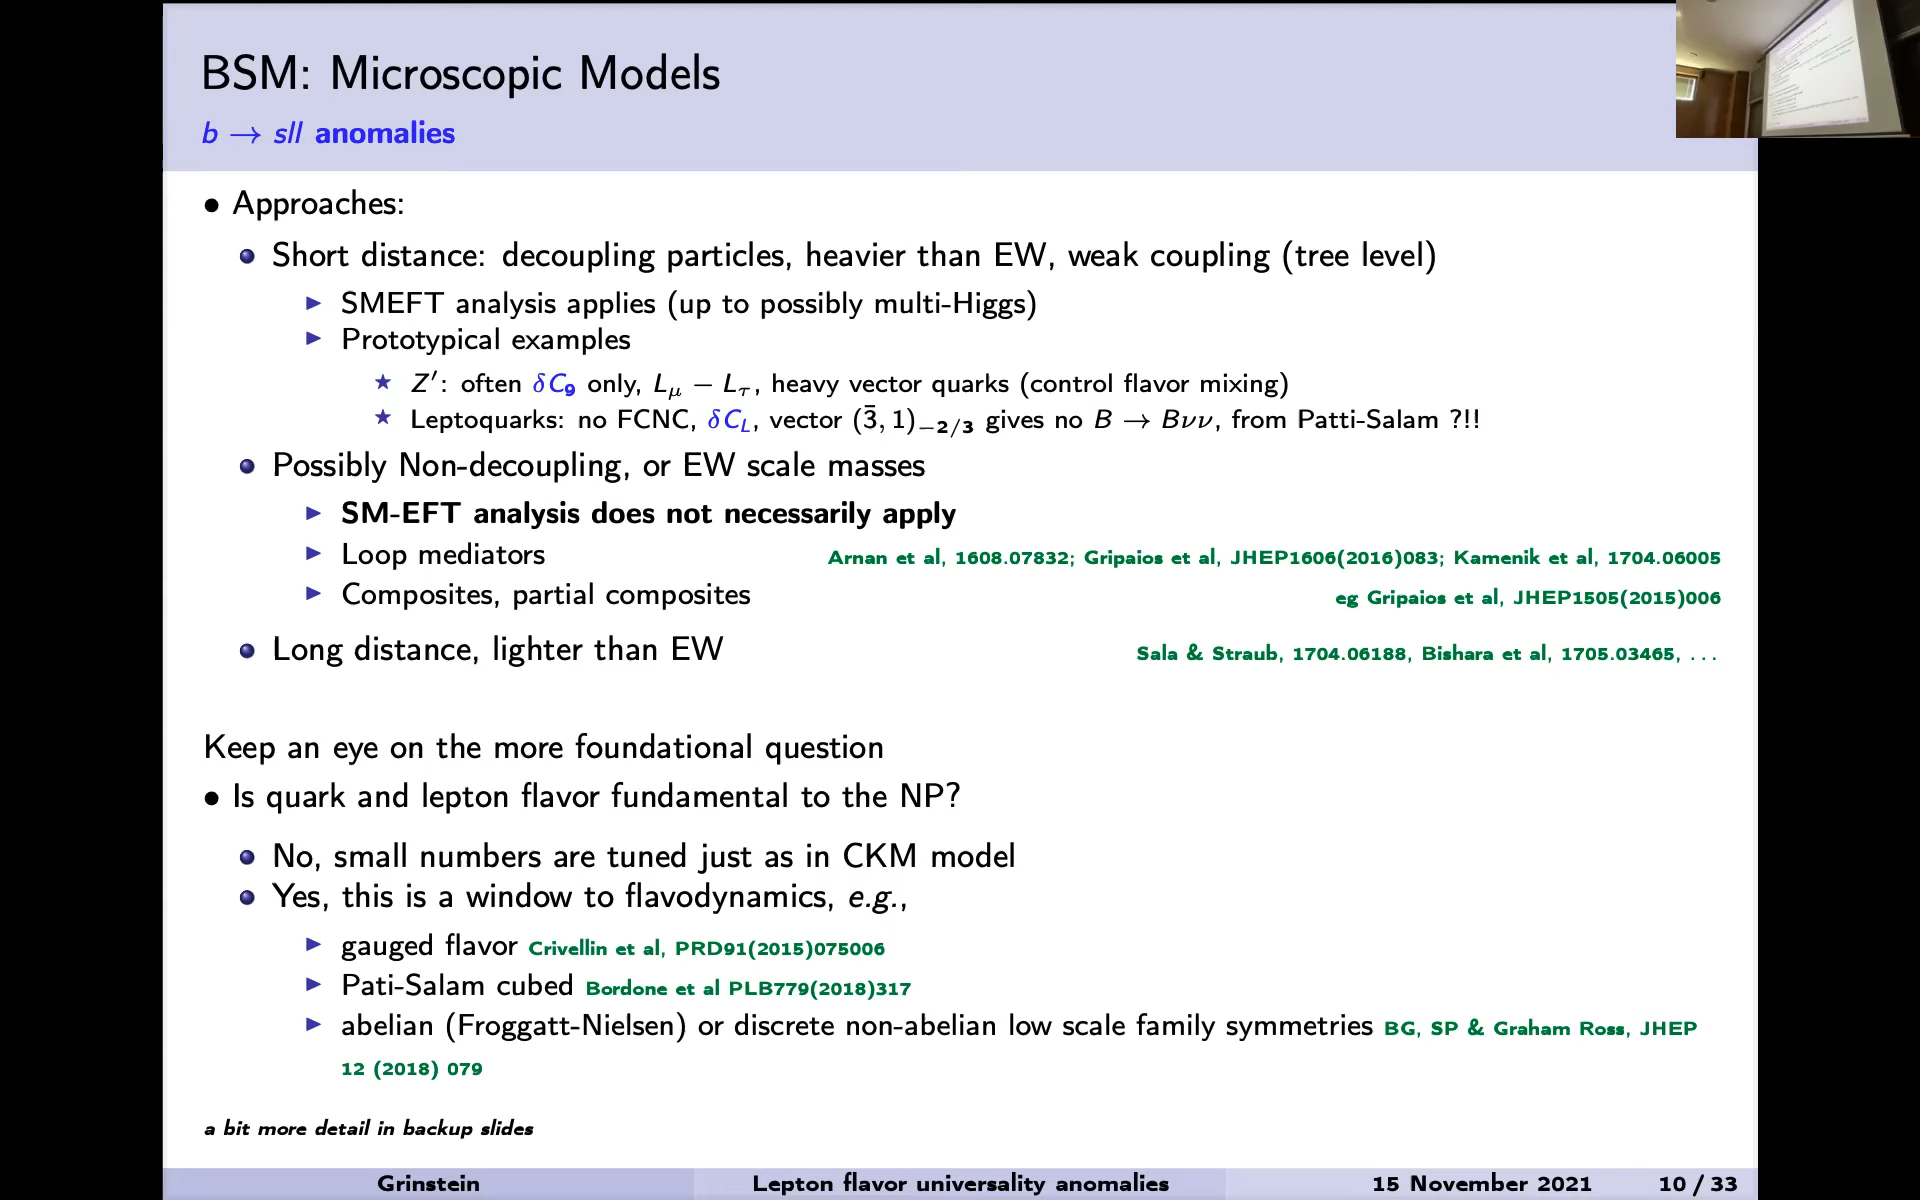 BSM: Microscopic Models
b → sll anomalies
• Approaches:
Short distance: decoupling particles, heavier than EW, weak coupling (tree level)
▶ SMEFT analysis applies (up to possibly multi-Higgs)
▶ Prototypical examples
★ Z′: often δC₉ only, L_μ − L_τ, heavy vector quarks (control flavor mixing)
★ Leptoquarks: no FCNC, δC_L, vector (3̄, 1)₋₂/₃ gives no B → Bνν, from Patti-Salam ?!!
Possibly Non-decoupling, or EW scale masses
▶ SM-EFT analysis does not necessarily apply
▶ Loop mediators Arnan et al, 1608.07832; Gripaios et al, JHEP1606(2016)083; Kamenik et al, 1704.06005
▶ Composites, partial composites eg Gripaios et al, JHEP1505(2015)006
Long distance, lighter than EW Sala & Straub, 1704.06188, Bishara et al, 1705.03465, ...
Keep an eye on the more foundational question
• Is quark and lepton flavor fundamental to the NP?
No, small numbers are tuned just as in CKM model
Yes, this is a window to flavodynamics, e.g.,
▶ gauged flavor Crivellin et al, PRD91(2015)075006
▶ Pati-Salam cubed Bordone et al PLB779(2018)317
▶ abelian (Froggatt-Nielsen) or discrete non-abelian low scale family symmetries BG, SP & Graham Ross, JHEP
12 (2018) 079
a bit more detail in backup slides
Grinstein Lepton flavor universality anomalies 15 November 2021 10 / 33